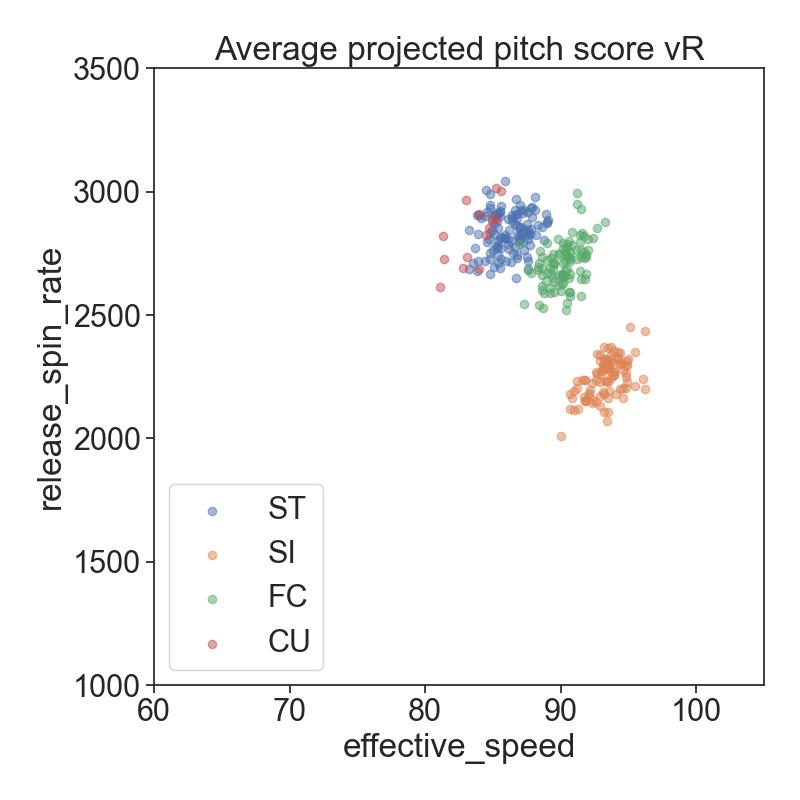 Average projected pitch score vR
3500
3000
2500
2000
1500
1000
release_spin_rate
ST
SI
FC
CU
60 70 80 90 100
effective_speed